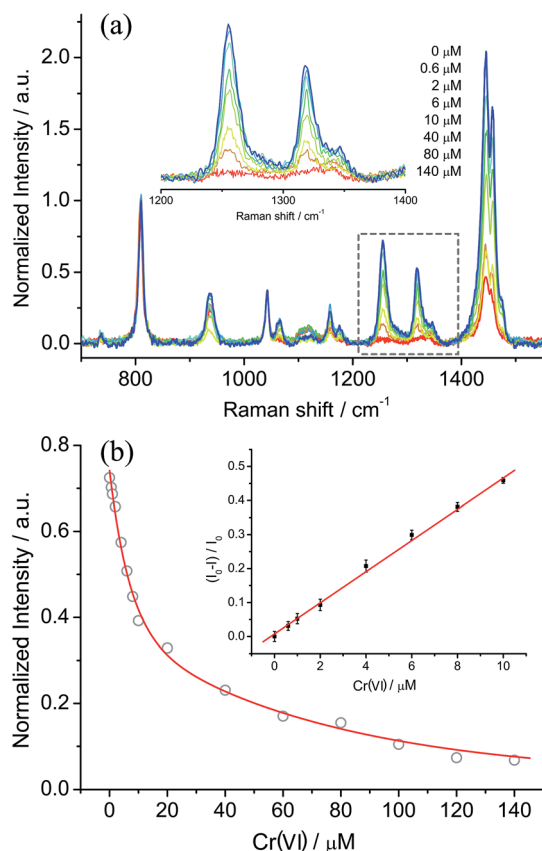 (a)
2.0
1.5
1.0
0.5
0.0
Normalized Intensity / a.u.
0 μM
0.6 μM
2 μM
6 μM
10 μM
40 μM
80 μM
140 μM
1200 1300 1400
Raman shift / cm-1
800 1000 1200 1400
Raman shift / cm-1
(b)
0.8
0.6
0.4
0.2
0.0
Normalized Intensity / a.u.
0.5
0.4
0.3
0.2
0.1
0.0
(I0-I) / I0
0 2 4 6 8 10
Cr(VI) / μM
0 20 40 60 80 100 120 140
Cr(VI) / μM